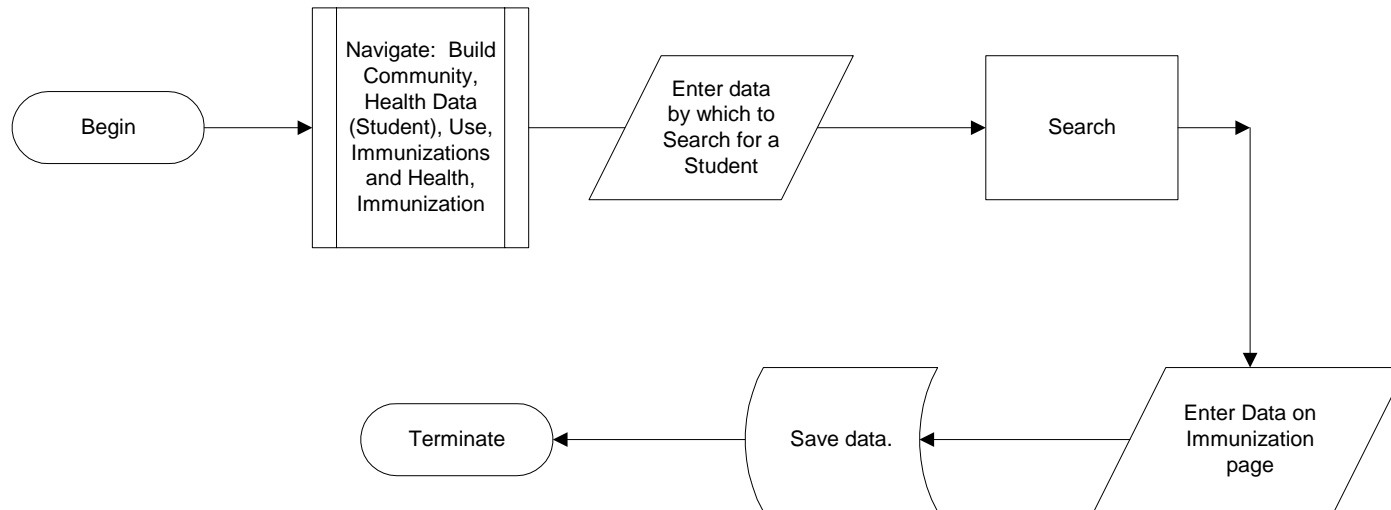 Begin
Navigate:  Build
Community,
Health Data
(Student), Use,
Immunizations
and Health,
Immunization
Enter data
by which to
Search for a
Student
Search
Enter Data on
Immunization
page
Save data.
Terminate